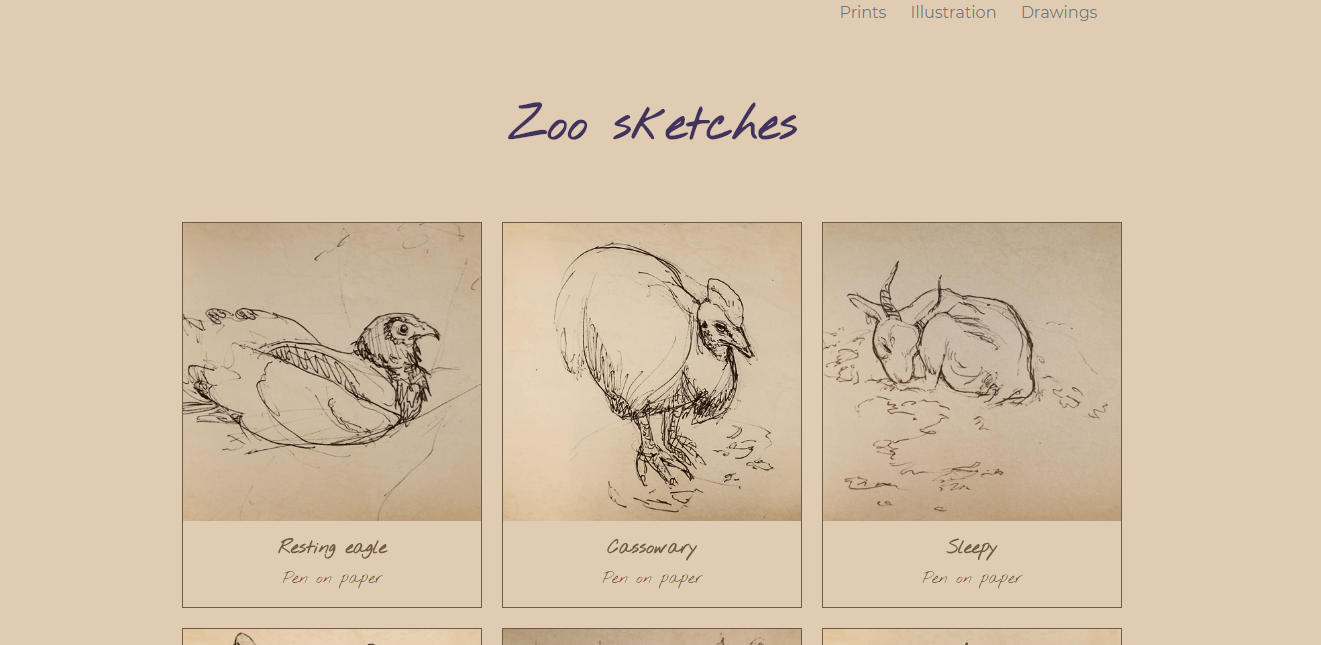 Prints Illustration Drawings
Zoo sketches
Resting eagle
Pen on paper
Cassowary
Pen on paper
Sleepy
Pen on paper